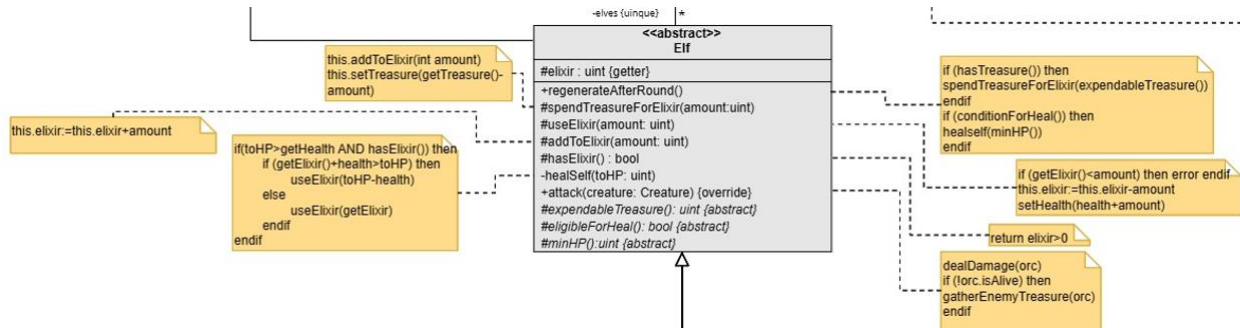 -elves {uinque}
*
<<abstract>>
Elf
#elixir : uint {getter}
+regenerateAfterRound()
#spendTreasureForElixir(amount:uint)
#useElixir(amount: uint)
#addToElixir(amount: uint)
#hasElixir() : bool
-healSelf(toHP: uint)
+attack(creature: Creature) {override}
#expendableTreasure(): uint {abstract}
#eligibleForHeal(): bool {abstract}
#minHP():uint {abstract}
this.addToElixir(int amount)
this.setTreasure(getTreasure()-
amount)
this.elixir:=this.elixir+amount
if(toHP>getHealth AND hasElixir()) then
if (getElixir()+health>toHP) then
useElixir(toHP-health)
else
useElixir(getElixir)
endif
endif
if (hasTreasure()) then
spendTreasureForElixir(expendableTreasure())
endif
if (conditionForHeal()) then
healself(minHP())
endif
if (getElixir()<amount) then error endif
this.elixir:=this.elixir-amount
setHealth(health+amount)
return elixir>0
dealDamage(orc)
if (!orc.isAlive) then
gatherEnemyTreasure(orc)
endif